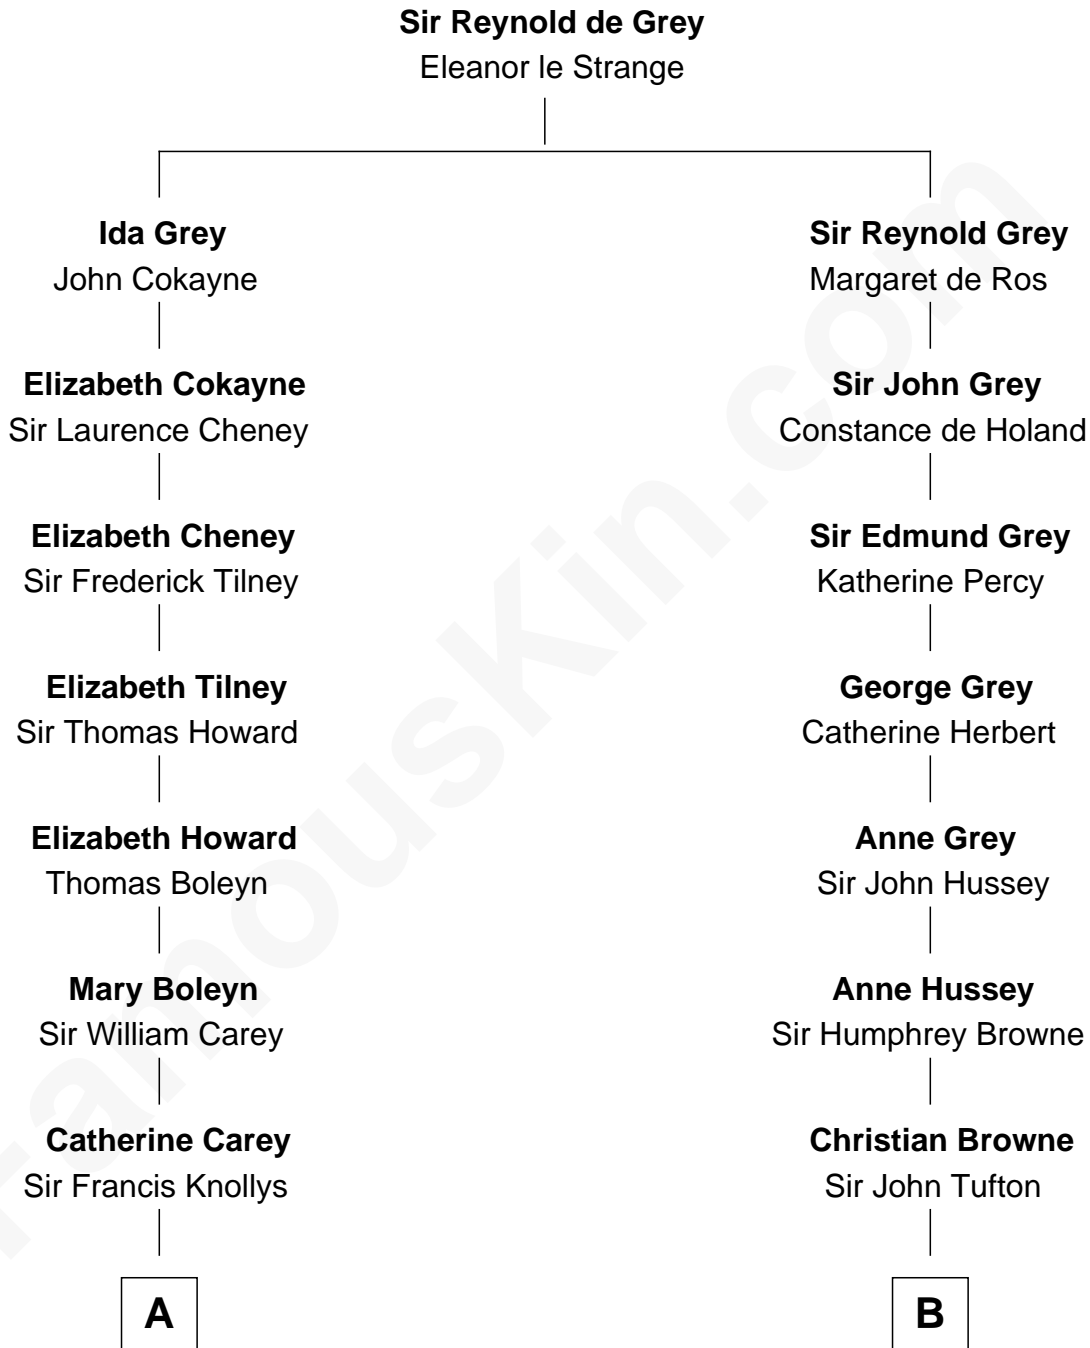 Sir Reynold de Grey
Eleanor le Strange
Ida Grey
John Cokayne
Sir Reynold Grey
Margaret de Ros
Elizabeth Cokayne
Sir Laurence Cheney
Sir John Grey
Constance de Holand
Elizabeth Cheney
Sir Frederick Tilney
Sir Edmund Grey
Katherine Percy
Elizabeth Tilney
Sir Thomas Howard
George Grey
Catherine Herbert
Elizabeth Howard
Thomas Boleyn
Anne Grey
Sir John Hussey
Mary Boleyn
Sir William Carey
Anne Hussey
Sir Humphrey Browne
Catherine Carey
Sir Francis Knollys
Christian Browne
Sir John Tufton
A
B
FamousKin.com